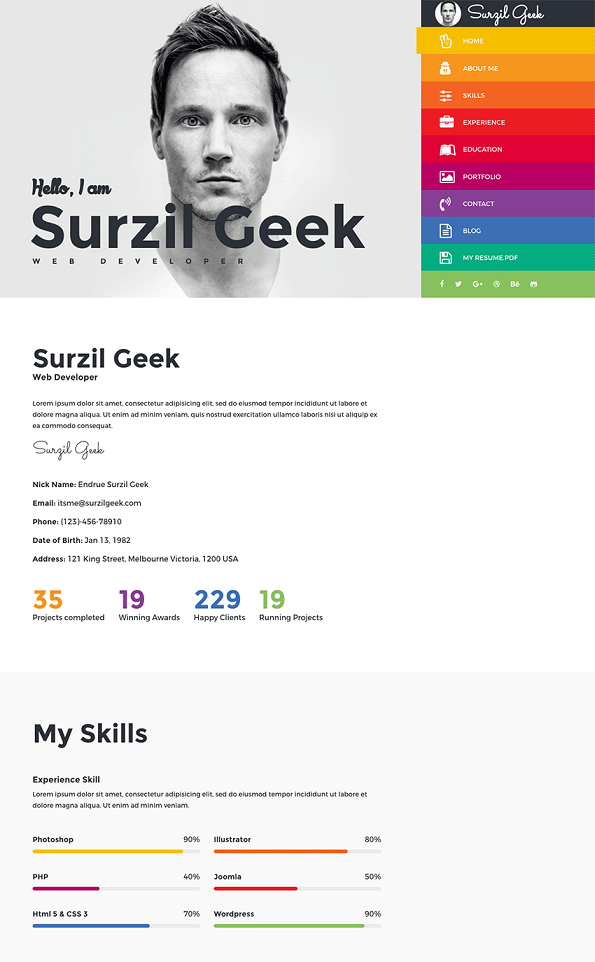 Hello, I am
Surzil Geek
WEB DEVELOPER
Surzil Geek
HOME
ABOUT ME
SKILLS
EXPERIENCE
EDUCATION
PORTFOLIO
CONTACT
BLOG
MY RESUME.PDF
Surzil Geek
Web Developer
Lorem ipsum dolor sit amet, consectetur adipisicing elit, sed do eiusmod tempor incididunt ut labore et
dolore magna aliqua. Ut enim ad minim veniam, quis nostrud exercitation ullamco laboris nisi ut aliquip ex
ea commodo consequat.
Surzil Geek
Nick Name: Endrue Surzil Geek
Email: itsme@surzilgeek.com
Phone: (123)-456-78910
Date of Birth: Jan 13, 1982
Address: 121 King Street, Melbourne Victoria, 1200 USA
35 19 229 19
Projects completed Winning Awards Happy Clients Running Projects
My Skills
Experience Skill
Lorem ipsum dolor sit amet, consectetur adipisicing elit, sed do eiusmod tempor incididunt ut labore et
dolore magna aliqua. Ut enim ad minim veniam.
Photoshop 90% Illustrator 80%
PHP 40% Joomla 50%
Html 5 & CSS 3 70% Wordpress 90%